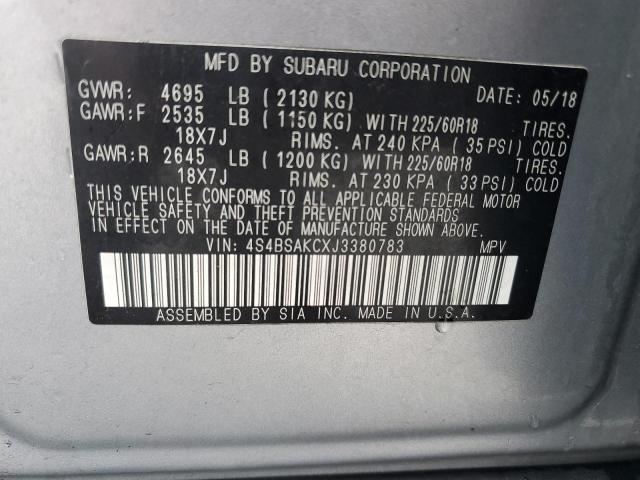 MFD BY SUBARU CORPORATION
GVWR: 4695 LB ( 2130 KG) DATE: 05/18
GAWR:F 2535 LB ( 1150 KG) WITH 225/60R18 TIRES.
18X7J RIMS. AT 240 KPA ( 35 PSI) COLD
GAWR:R 2645 LB ( 1200 KG) WITH 225/60R18 TIRES.
18X7J RIMS. AT 230 KPA ( 33 PSI) COLD
THIS VEHICLE CONFORMS TO ALL APPLICABLE FEDERAL MOTOR
VEHICLE SAFETY AND THEFT PREVENTION STANDARDS
IN EFFECT ON THE DATE OF MANUFACTURE SHOWN ABOVE.
VIN: 4S4BSAKCXJ3380783 MPV
ASSEMBLED BY SIA INC. MADE IN U.S.A.